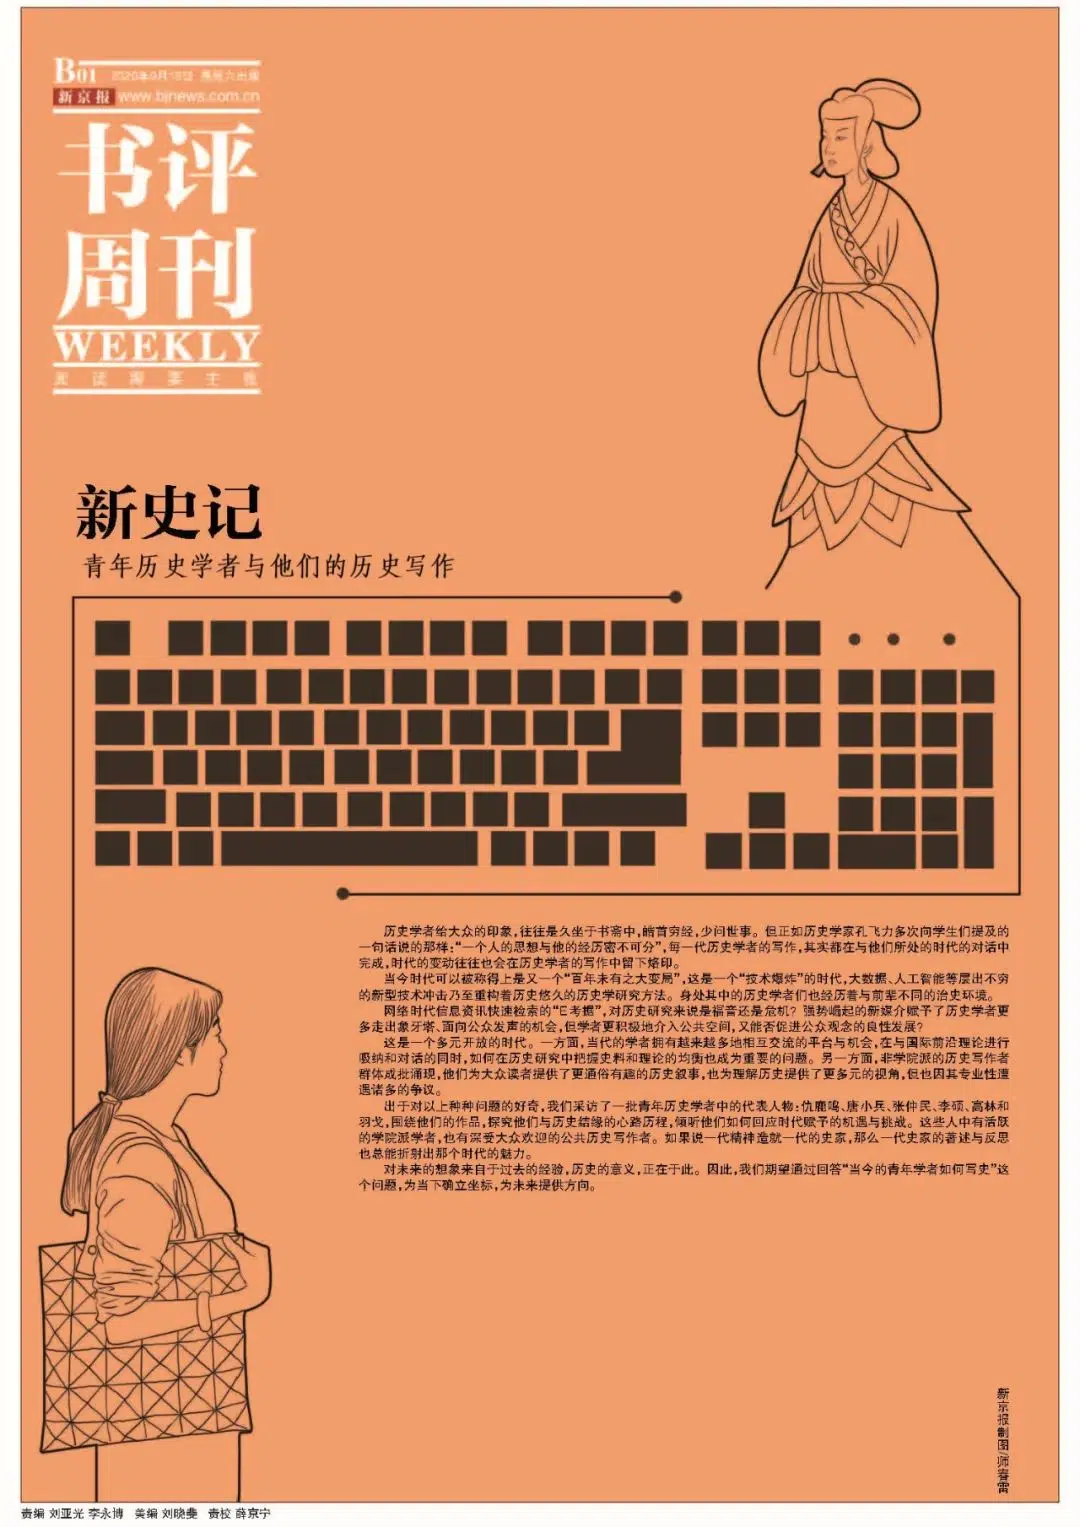 B01 2020年9月 星期六出版
新京报 www.bjnews.com.cn
书评
周刊
WEEKLY
阅读需要主张
新史记
青年历史学者与他们的历史写作
历史学者给大众的印象,往往是久坐于书斋中,皓首穷经,少问世事。但正如历史学家孔飞力多次向学生们提及的
一句话说的那样:“一个人的思想与他的经历密不可分”,每一代历史学者的写作,其实都在与他们所处的时代的对话中
完成,时代的变动往往也会在历史学者的写作中留下烙印。
当今时代可以被称得上是又一个“百年未有之大变局”,这是一个“技术爆炸”的时代,大数据、人工智能等层出不穷
的新型技术冲击乃至重构着历史悠久的历史学研究方法。身处其中的历史学者们也经历着与前辈不同的治史环境。
网络时代信息资讯快速检索的“E考据”,对历史研究来说是福音还是危机?强势崛起的新媒介赋予了历史学者更
多走出象牙塔、面向公众发声的机会,但学者更积极地介入公共空间,又能否促进公众观念的良性发展?
这是一个多元开放的时代。一方面,当代的学者拥有越来越多地相互交流的平台与机会,在与国际前沿理论进行
吸纳和对话的同时,如何在历史研究中把握史料和理论的均衡也成为重要的问题。另一方面,非学院派的历史写作者
群体成批涌现,他们为大众读者提供了更通俗有趣的历史叙事,也为理解历史提供了更多元的视角,但也因其专业性遭
遇诸多的争议。
出于对以上种种问题的好奇,我们采访了一批青年历史学者中的代表人物:仇鹿鸣、唐小兵、张仲民、李硕、高林和
羽戈,围绕他们的作品,探究他们与历史结缘的心路历程,倾听他们如何回应时代赋予的机遇与挑战。这些人中有活跃
的学院派学者,也有深受大众欢迎的公共历史写作者。如果说一代精神造就一代的史家,那么一代史家的著述与反思
也总能折射出那个时代的魅力。
对未来的想象来自于过去的经验,历史的意义,正在于此。因此,我们期望通过回答“当今的青年学者如何写史”这
个问题,为当下确立坐标,为未来提供方向。
新京报制图/师春雷
责编 刘亚光 李永博 美编 刘晓斐 责校 薛京宁